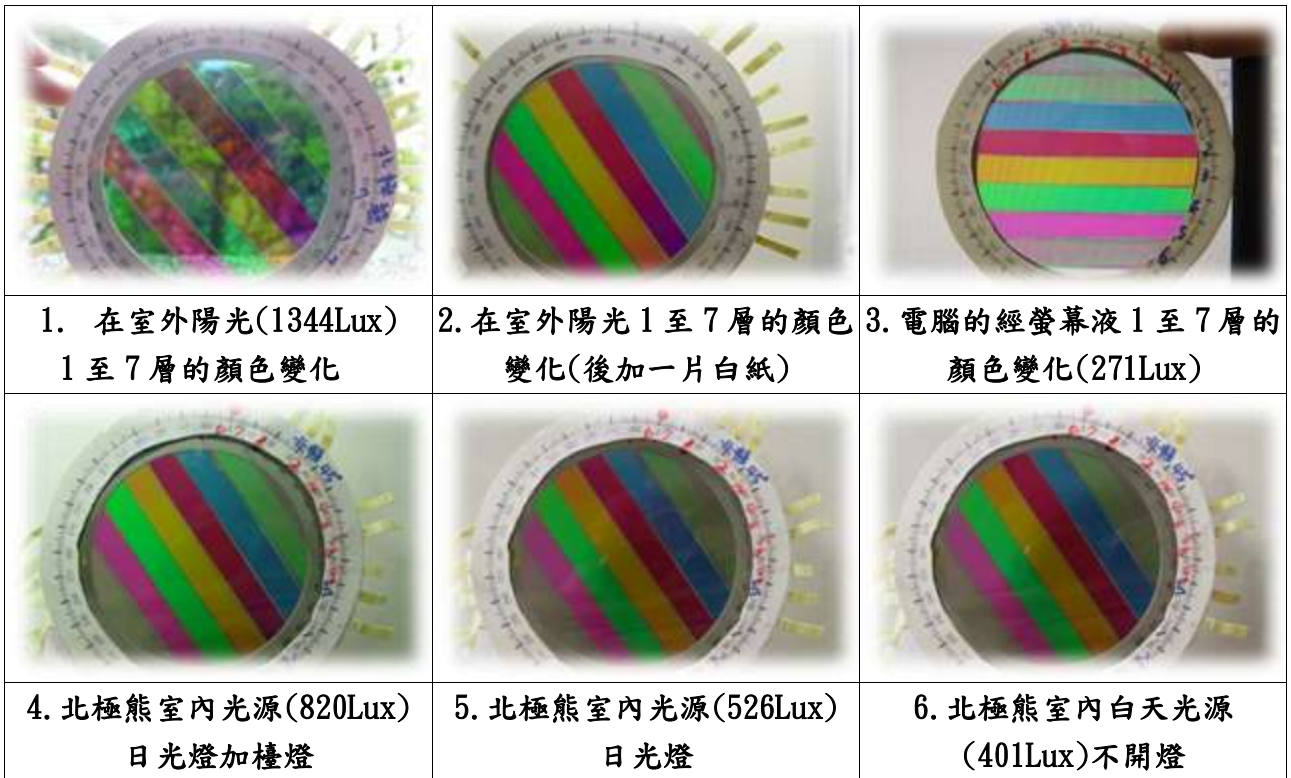 1. 在室外陽光(1344Lux)
1 至 7 層的顏色變化
2.在室外陽光 1 至 7 層的顏色
變化(後加一片白紙)
3.電腦的經螢幕液 1 至 7 層的
顏色變化(271Lux)
4.北極熊室內光源(820Lux)
日光燈加檯燈
5.北極熊室內光源(526Lux)
日光燈
6.北極熊室內白天光源
(401Lux)不開燈